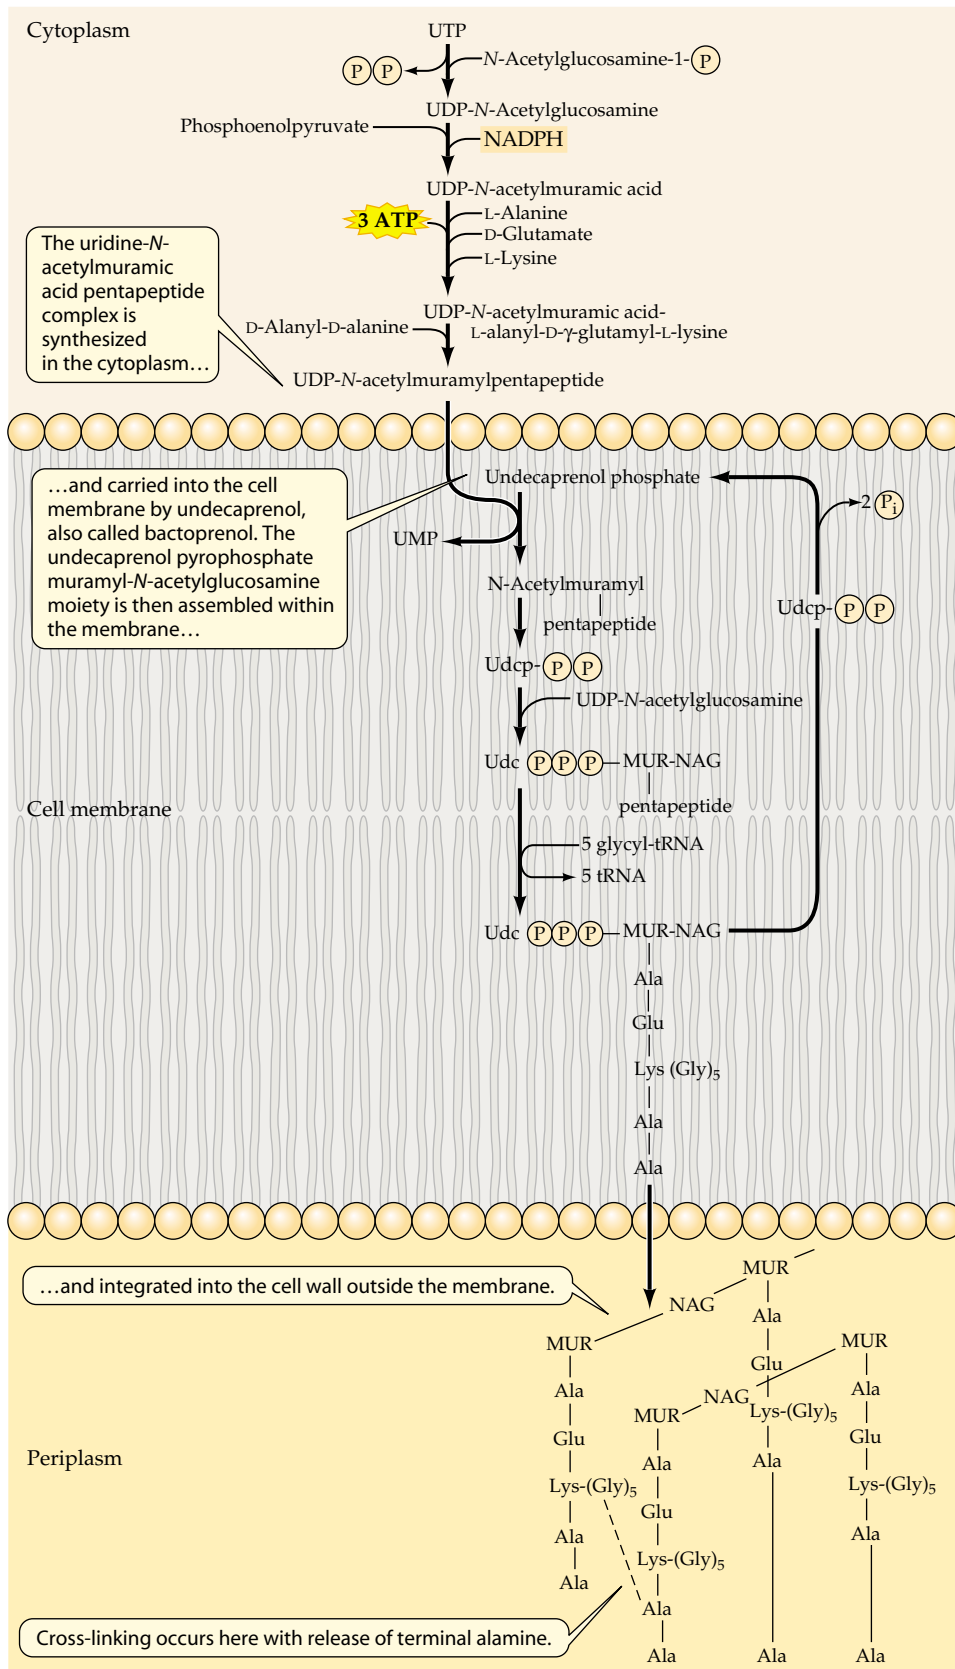 Cytoplasm
UTP
P P
N-Acetylglucosamine-1- P
UDP-N-Acetylglucosamine
Phosphoenolpyruvate
NADPH
UDP-N-acetylmuramic acid
3 ATP
L-Alanine
D-Glutamate
L-Lysine
The uridine-N-
acetylmuramic
acid pentapeptide
complex is
synthesized
in the cytoplasm…
UDP-N-acetylmuramic acid-
L-alanyl-D-γ-glutamyl-L-lysine
D-Alanyl-D-alanine
UDP-N-acetylmuramylpentapeptide
…and carried into the cell
membrane by undecaprenol,
also called bactoprenol. The
undecaprenol pyrophosphate
muramyl-N-acetylglucosamine
moiety is then assembled within
the membrane…
Undecaprenol phosphate
2 Pi
UMP
N-Acetylmuramyl
pentapeptide
Udcp- P P
Udcp- P P
UDP-N-acetylglucosamine
Udc P P P MUR-NAG
pentapeptide
Cell membrane
5 glycyl-tRNA
5 tRNA
Udc P P P MUR-NAG
Ala
Glu
Lys (Gly)5
Ala
Ala
…and integrated into the cell wall outside the membrane.
MUR
NAG
Ala
MUR
MUR
Glu
Ala
Ala
NAG
Lys-(Gly)5
MUR
Glu
Glu
Periplasm
Ala
Ala
Lys-(Gly)5
Lys-(Gly)5
Glu
Ala
Ala
Lys-(Gly)5
Ala
Ala
Cross-linking occurs here with release of terminal alamine.
Ala
Ala
Ala